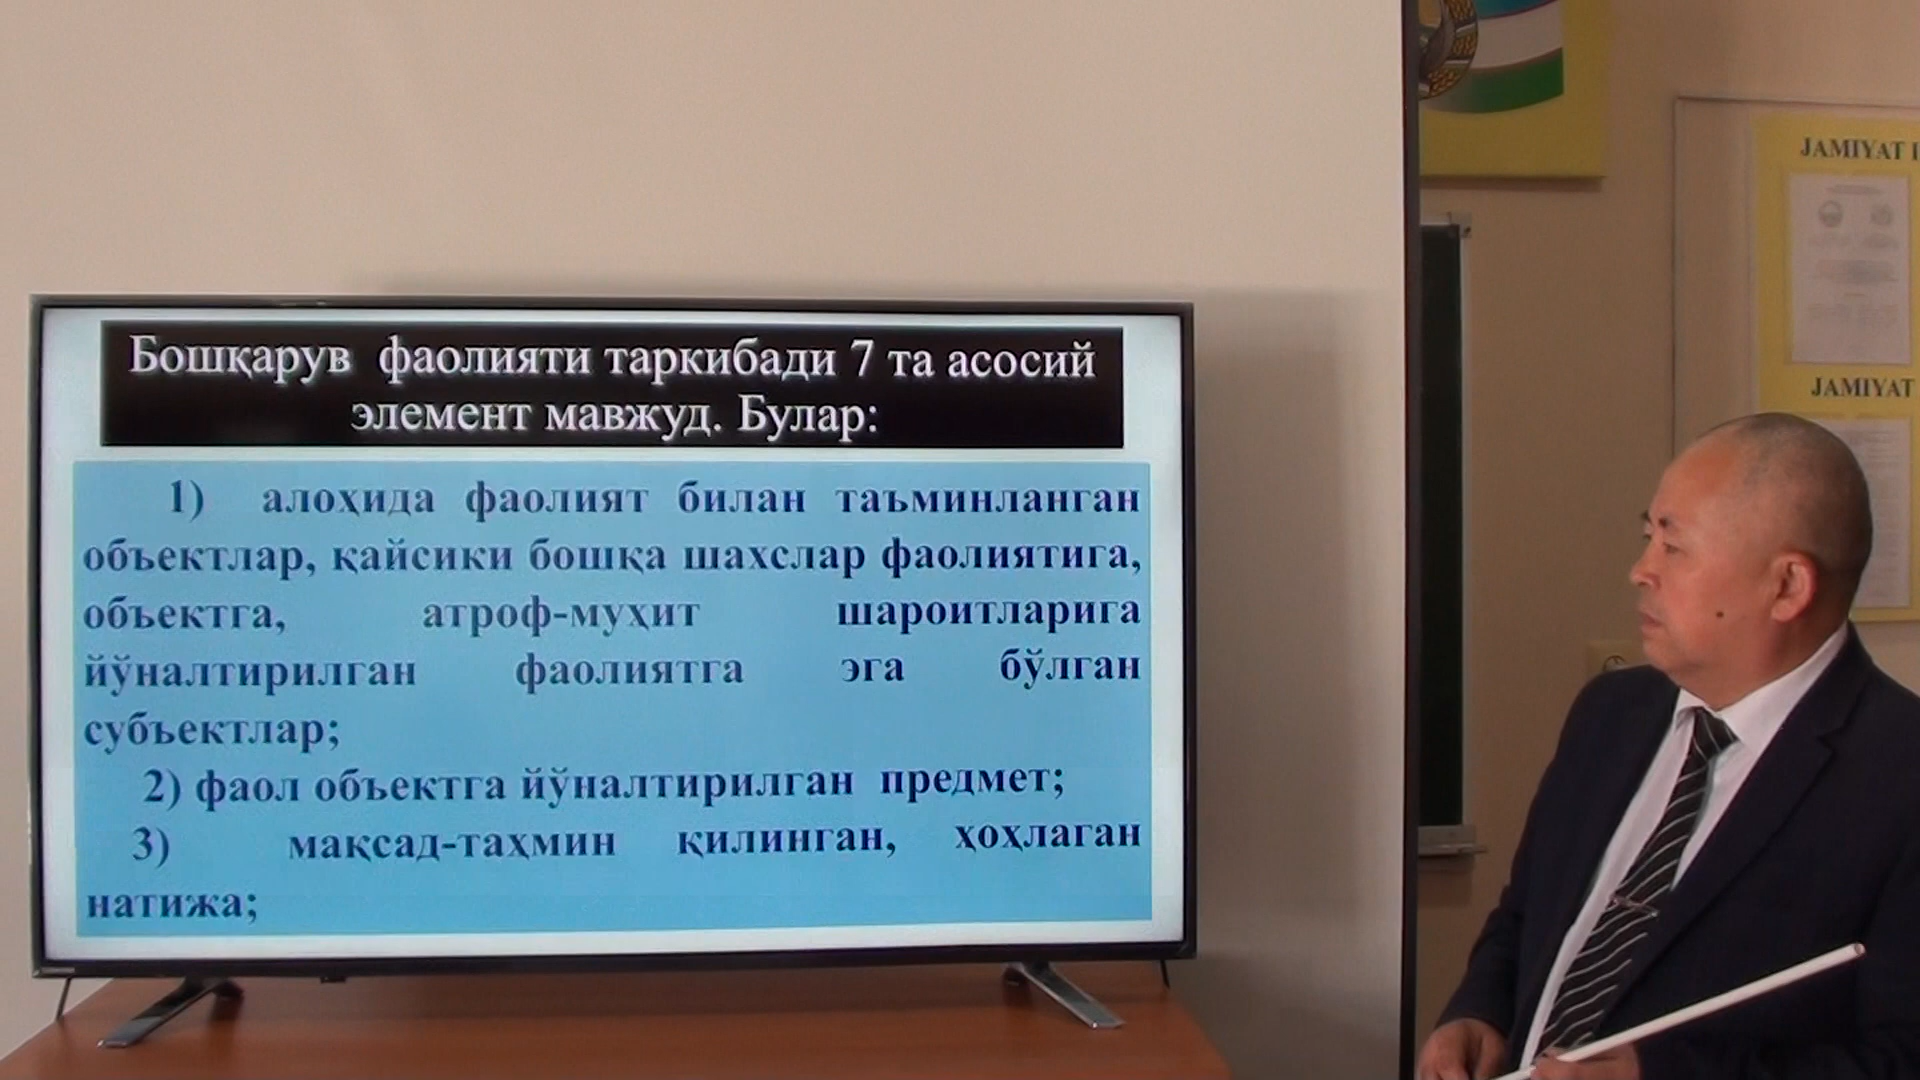 Бошқарув фаолияти таркибади 7 та асосий
элемент мавжуд. Булар:
1) алоҳида фаолият билан таъминланган
объектлар, қайсики бошқа шахслар фаолиятига,
объектга, атроф-муҳит шароитларига
йўналтирилган фаолиятга эга бўлган
субъектлар;
2) фаол объектга йўналтирилган предмет;
3) мақсад-таҳмин қилинган, ҳоҳлаган
натижа;
JAMIYAT
JAMIYAT